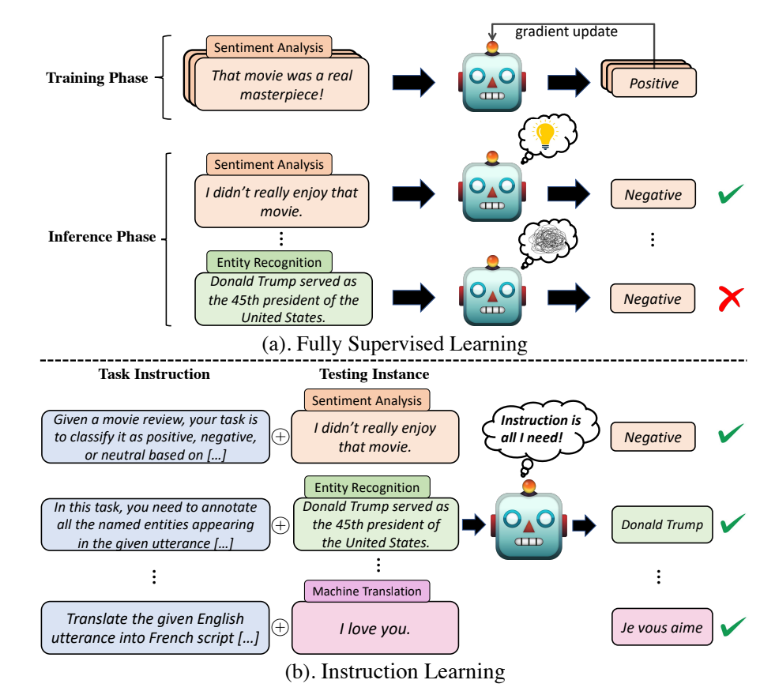 gradient update
Sentiment Analysis
Training Phase
That movie was a real
masterpiece!
Positive
Sentiment Analysis
I didn't really enjoy that
movie.
Negative
Inference Phase
Entity Recognition
Donald Trump served as
the 45th president of the
United States.
Negative
(a). Fully Supervised Learning
Task Instruction
Testing Instance
Sentiment Analysis
Given a movie review, your task is
to classify it as positive, negative,
or neutral based on [...]
I didn't really enjoy
that movie.
Instruction is
all I need!
Negative
Entity Recognition
In this task, you need to annotate
all the named entities appearing
in the given utterance [...]
Donald Trump served as
the 45th president of
the United States.
Donald Trump
Machine Translation
Translate the given English
utterance into French script [...]
I love you.
Je vous aime
(b). Instruction Learning